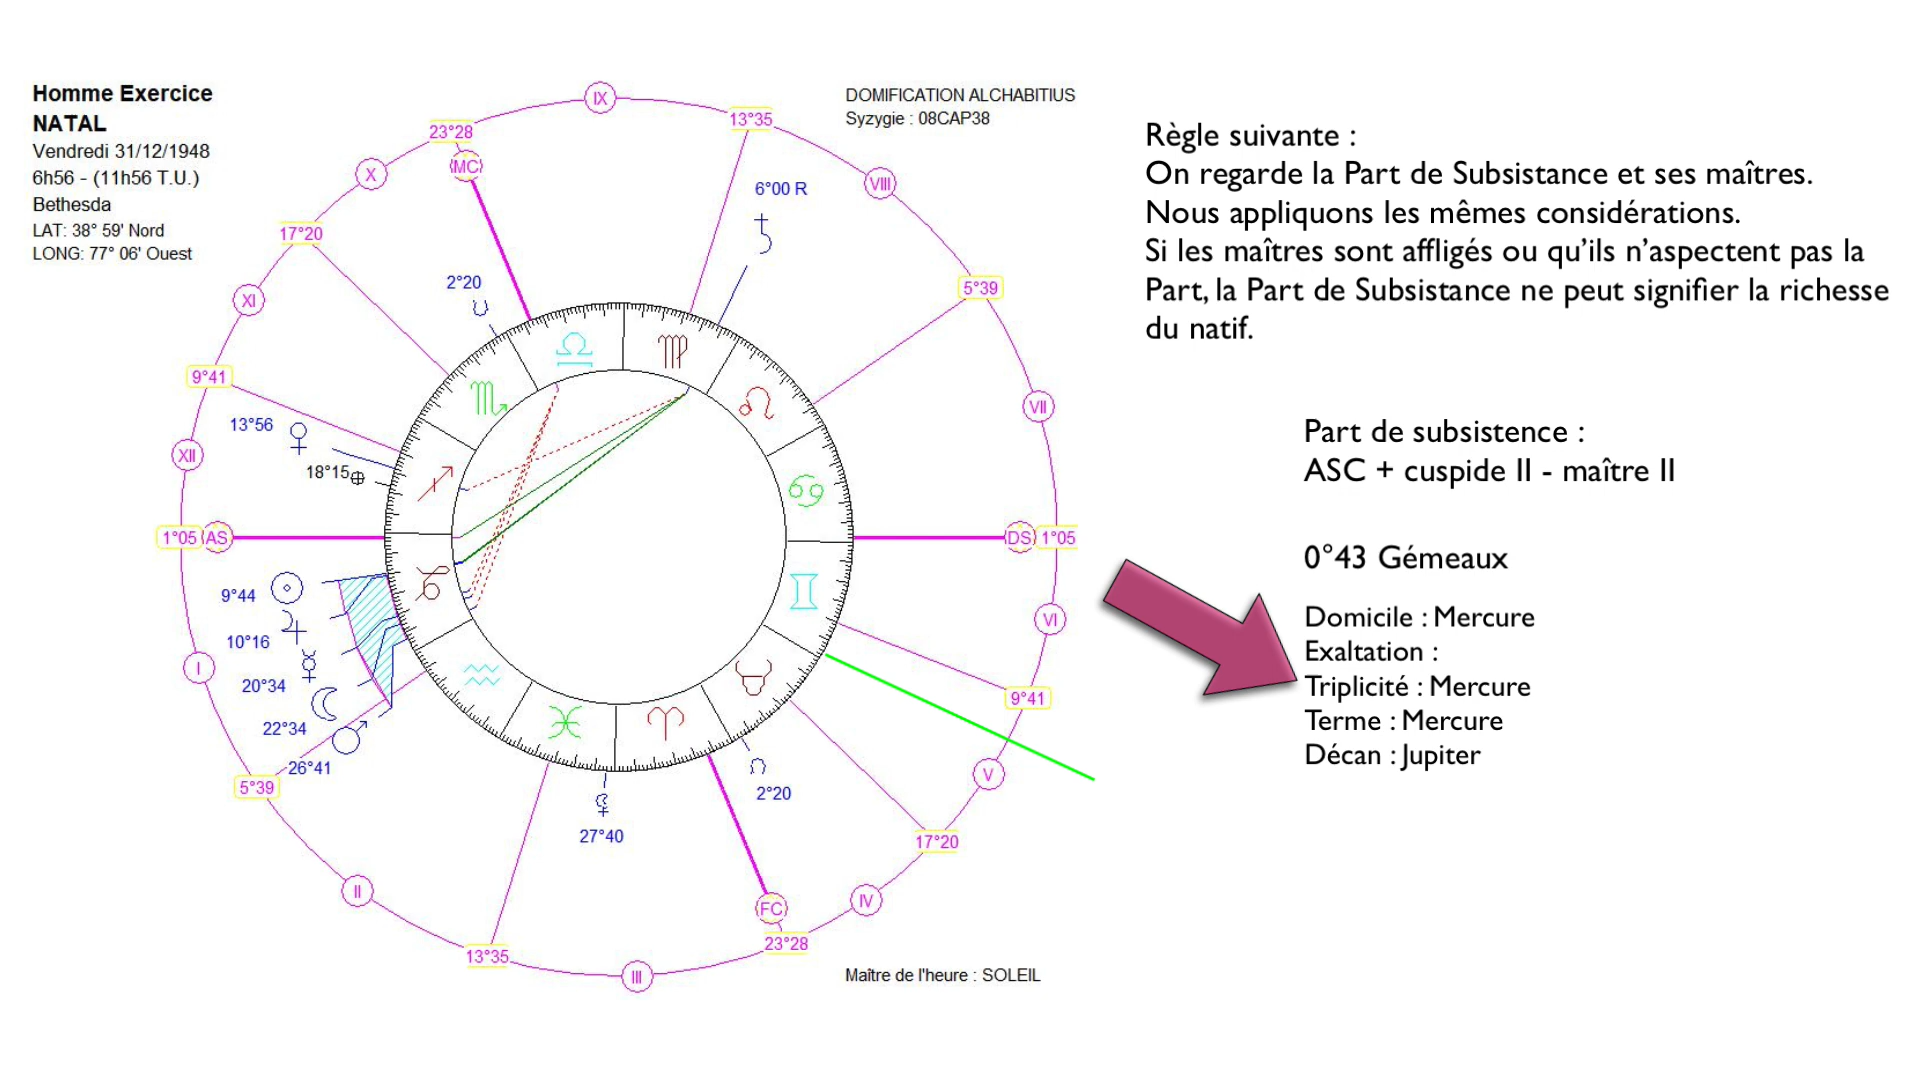 Homme Exercice
NATAL
Vendredi 31/12/1948
6h56 - (11h56 T.U.)
Bethesda
LAT: 38° 59' Nord
LONG: 77° 06' Ouest
DOMIFICATION ALCHABITIUS
Syzygie : 08CAP38
IX
23°28
13°35
MC
X
VIII
6°00 R
17°20
2°20
5°39
XI
9°41
VII
13°56
XII
18°15
1°05 AS
DS 1°05
9°44
10°16
VI
I
20°34
22°34
9°41
26°41
5°39
V
2°20
27°40
17°20
II
IV
FC
23°28
13°35
III
Maître de l'heure : SOLEIL
Règle suivante :
On regarde la Part de Subsistance et ses maîtres.
Nous appliquons les mêmes considérations.
Si les maîtres sont affligés ou qu’ils n’aspectent pas la
Part, la Part de Subsistance ne peut signifier la richesse
du natif.
Part de subsistence :
ASC + cuspide II - maître II
0°43 Gémeaux
Domicile : Mercure
Exaltation :
Triplicité : Mercure
Terme : Mercure
Décan : Jupiter